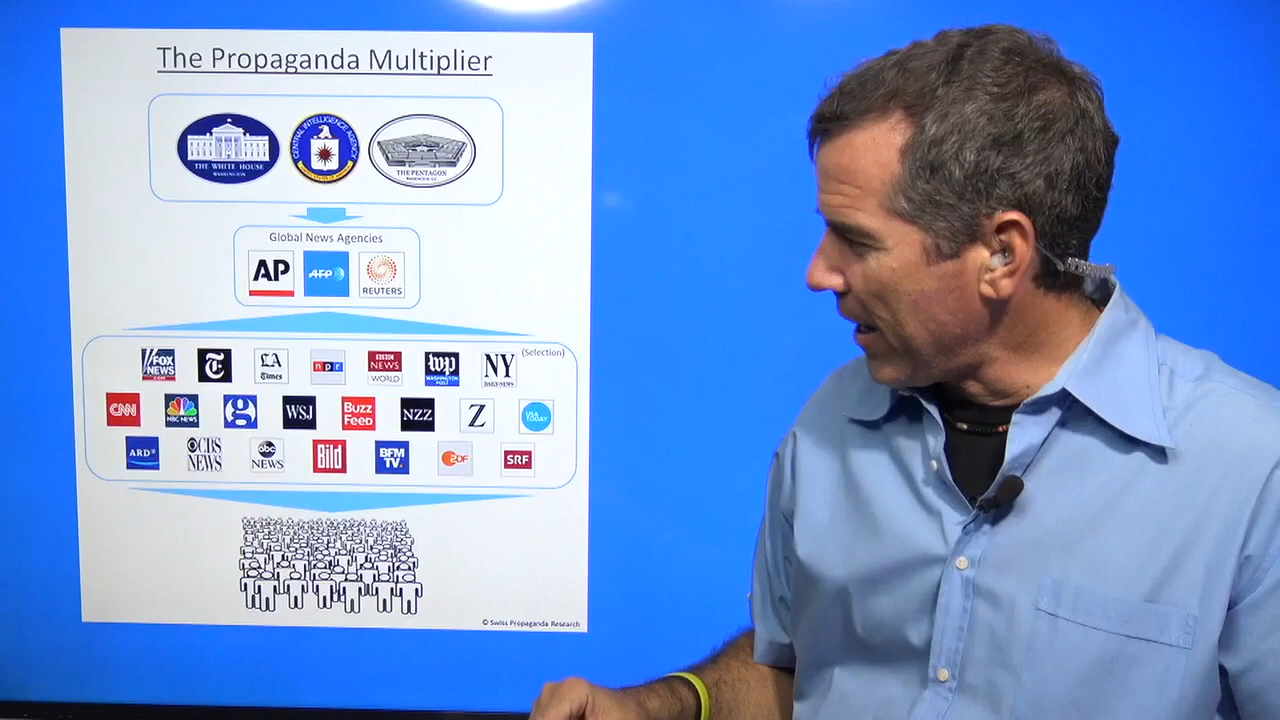 The Propaganda Multiplier
THE WHITE HOUSE
WASHINGTON
CENTRAL INTELLIGENCE AGENCY
THE PENTAGON
WASHINGTON, D.C.
Global News Agencies
AP
AFP
REUTERS
(Selection)
FOX
NEWS
T
LA
Times
npr
BBC
NEWS
WORLD
wp
WASHINGTON
POST
NY
DAILY NEWS
CNN
NBC NEWS
g
WSJ
Buzz
Feed
NZZ
Z
USA
TODAY
ARD
CBS
NEWS
abc
NEWS
Bild
BFM
TV.
ZDF
SRF
© Swiss Propaganda Research